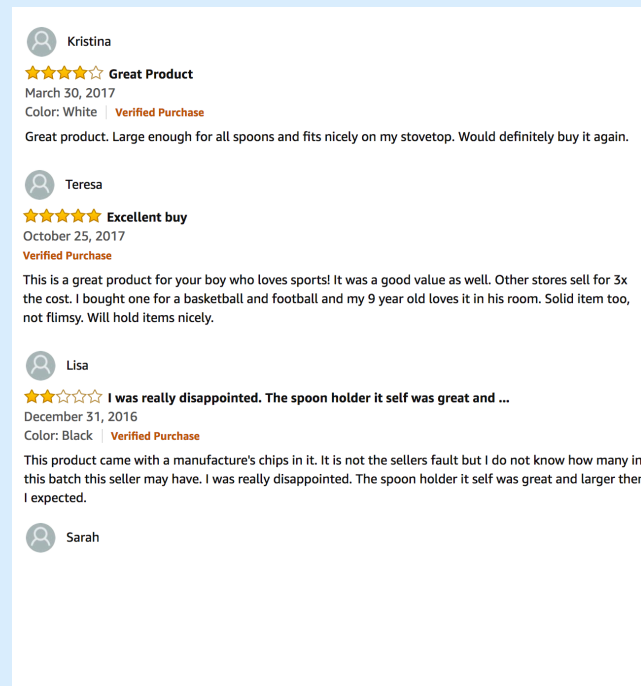 Kristina
Great Product
March 30, 2017
Color: White | Verified Purchase
Great product. Large enough for all spoons and fits nicely on my stovetop. Would definitely buy it again.
Teresa
Excellent buy
October 25, 2017
Verified Purchase
This is a great product for your boy who loves sports! It was a good value as well. Other stores sell for 3x
the cost. I bought one for a basketball and football and my 9 year old loves it in his room. Solid item too,
not flimsy. Will hold items nicely.
Lisa
I was really disappointed. The spoon holder it self was great and ...
December 31, 2016
Color: Black | Verified Purchase
This product came with a manufacture's chips in it. It is not the sellers fault but I do not know how many in
this batch this seller may have. I was really disappointed. The spoon holder it self was great and larger then
I expected.
Sarah